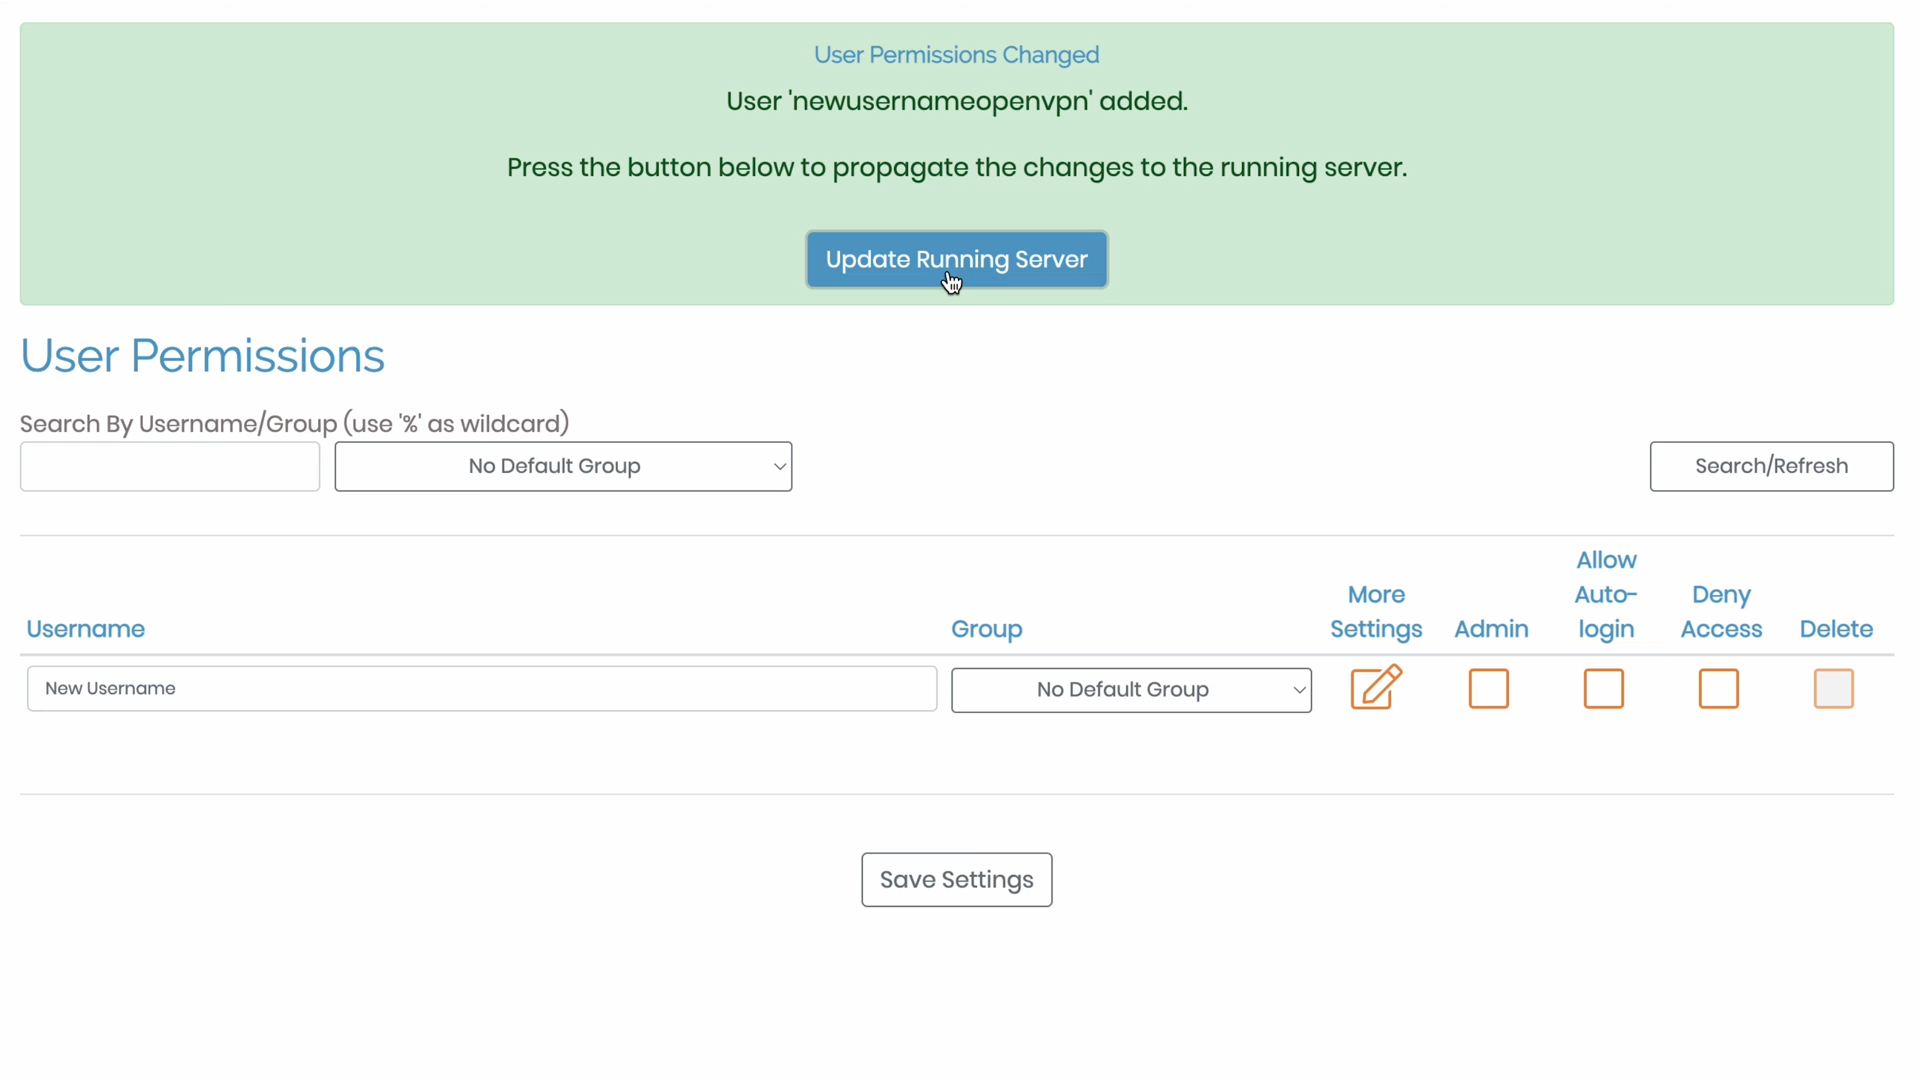 User Permissions Changed
User 'newusernameopenvpn' added.
Press the button below to propagate the changes to the running server.
Update Running Server
User Permissions
Search By Username/Group (use '%' as wildcard)
No Default Group
Search/Refresh
Username
Group
More
Settings
Admin
Allow
Auto-
login
Deny
Access
Delete
New Username
No Default Group
Save Settings